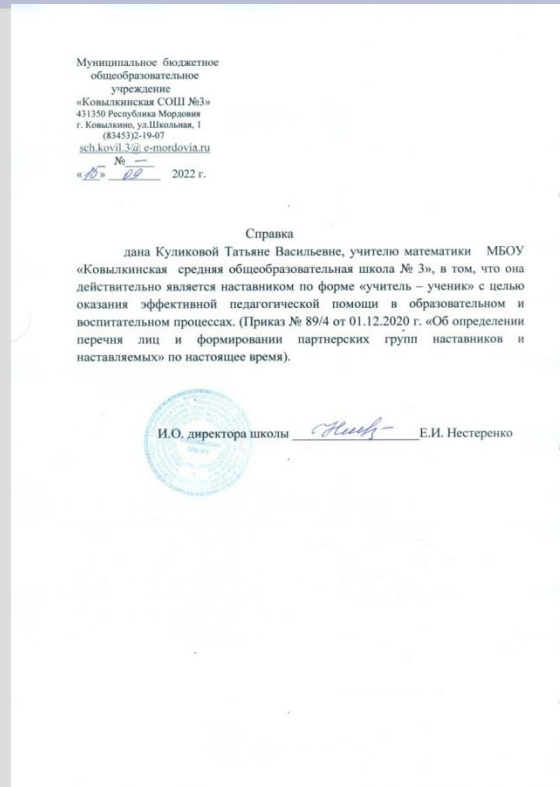 Муниципальное бюджетное
общеобразовательное
учреждение
«Ковылкинская СОШ №3»
431350 Республика Мордовия
г. Ковылкино, ул.Школьная, 1
(83453)2-19-07
sch.kovil.3@ e-mordovia.ru
№ —
«15» 09 2022 г.
Справка
дана Куликовой Татьяне Васильевне, учителю математики МБОУ
«Ковылкинская средняя общеобразовательная школа № 3», в том, что она
действительно является наставником по форме «учитель – ученик» с целью
оказания эффективной педагогической помощи в образовательном и
воспитательном процессах. (Приказ № 89/4 от 01.12.2020 г. «Об определении
перечня лиц и формировании партнерских групп наставников и
наставляемых» по настоящее время).
И.О. директора школы Е.И. Нестеренко